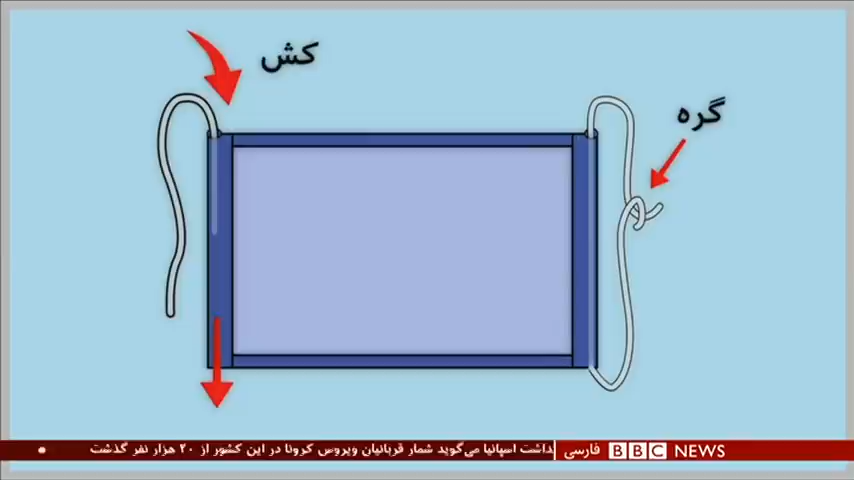 کش
گره
فارسی BBC NEWS
داشت اسپانیا می‌گوید شمار قربانیان ویروس کرونا در این کشور از ۲۰ هزار نفر گذشت